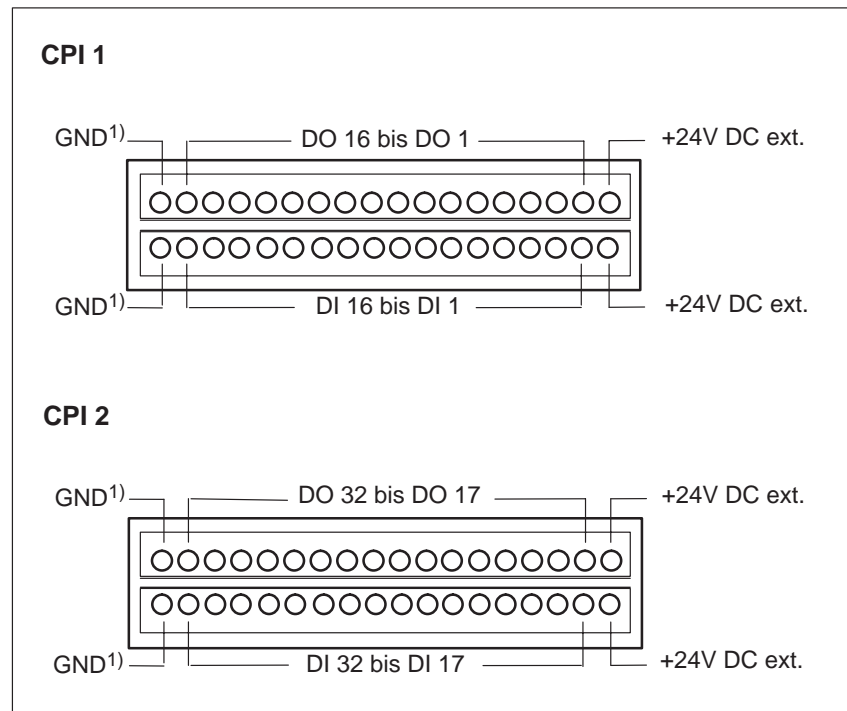 CPI 1
GND1) DO 16 bis DO 1 +24V DC ext.
GND1) DI 16 bis DI 1 +24V DC ext.
CPI 2
GND1) DO 32 bis DO 17 +24V DC ext.
GND1) DI 32 bis DI 17 +24V DC ext.